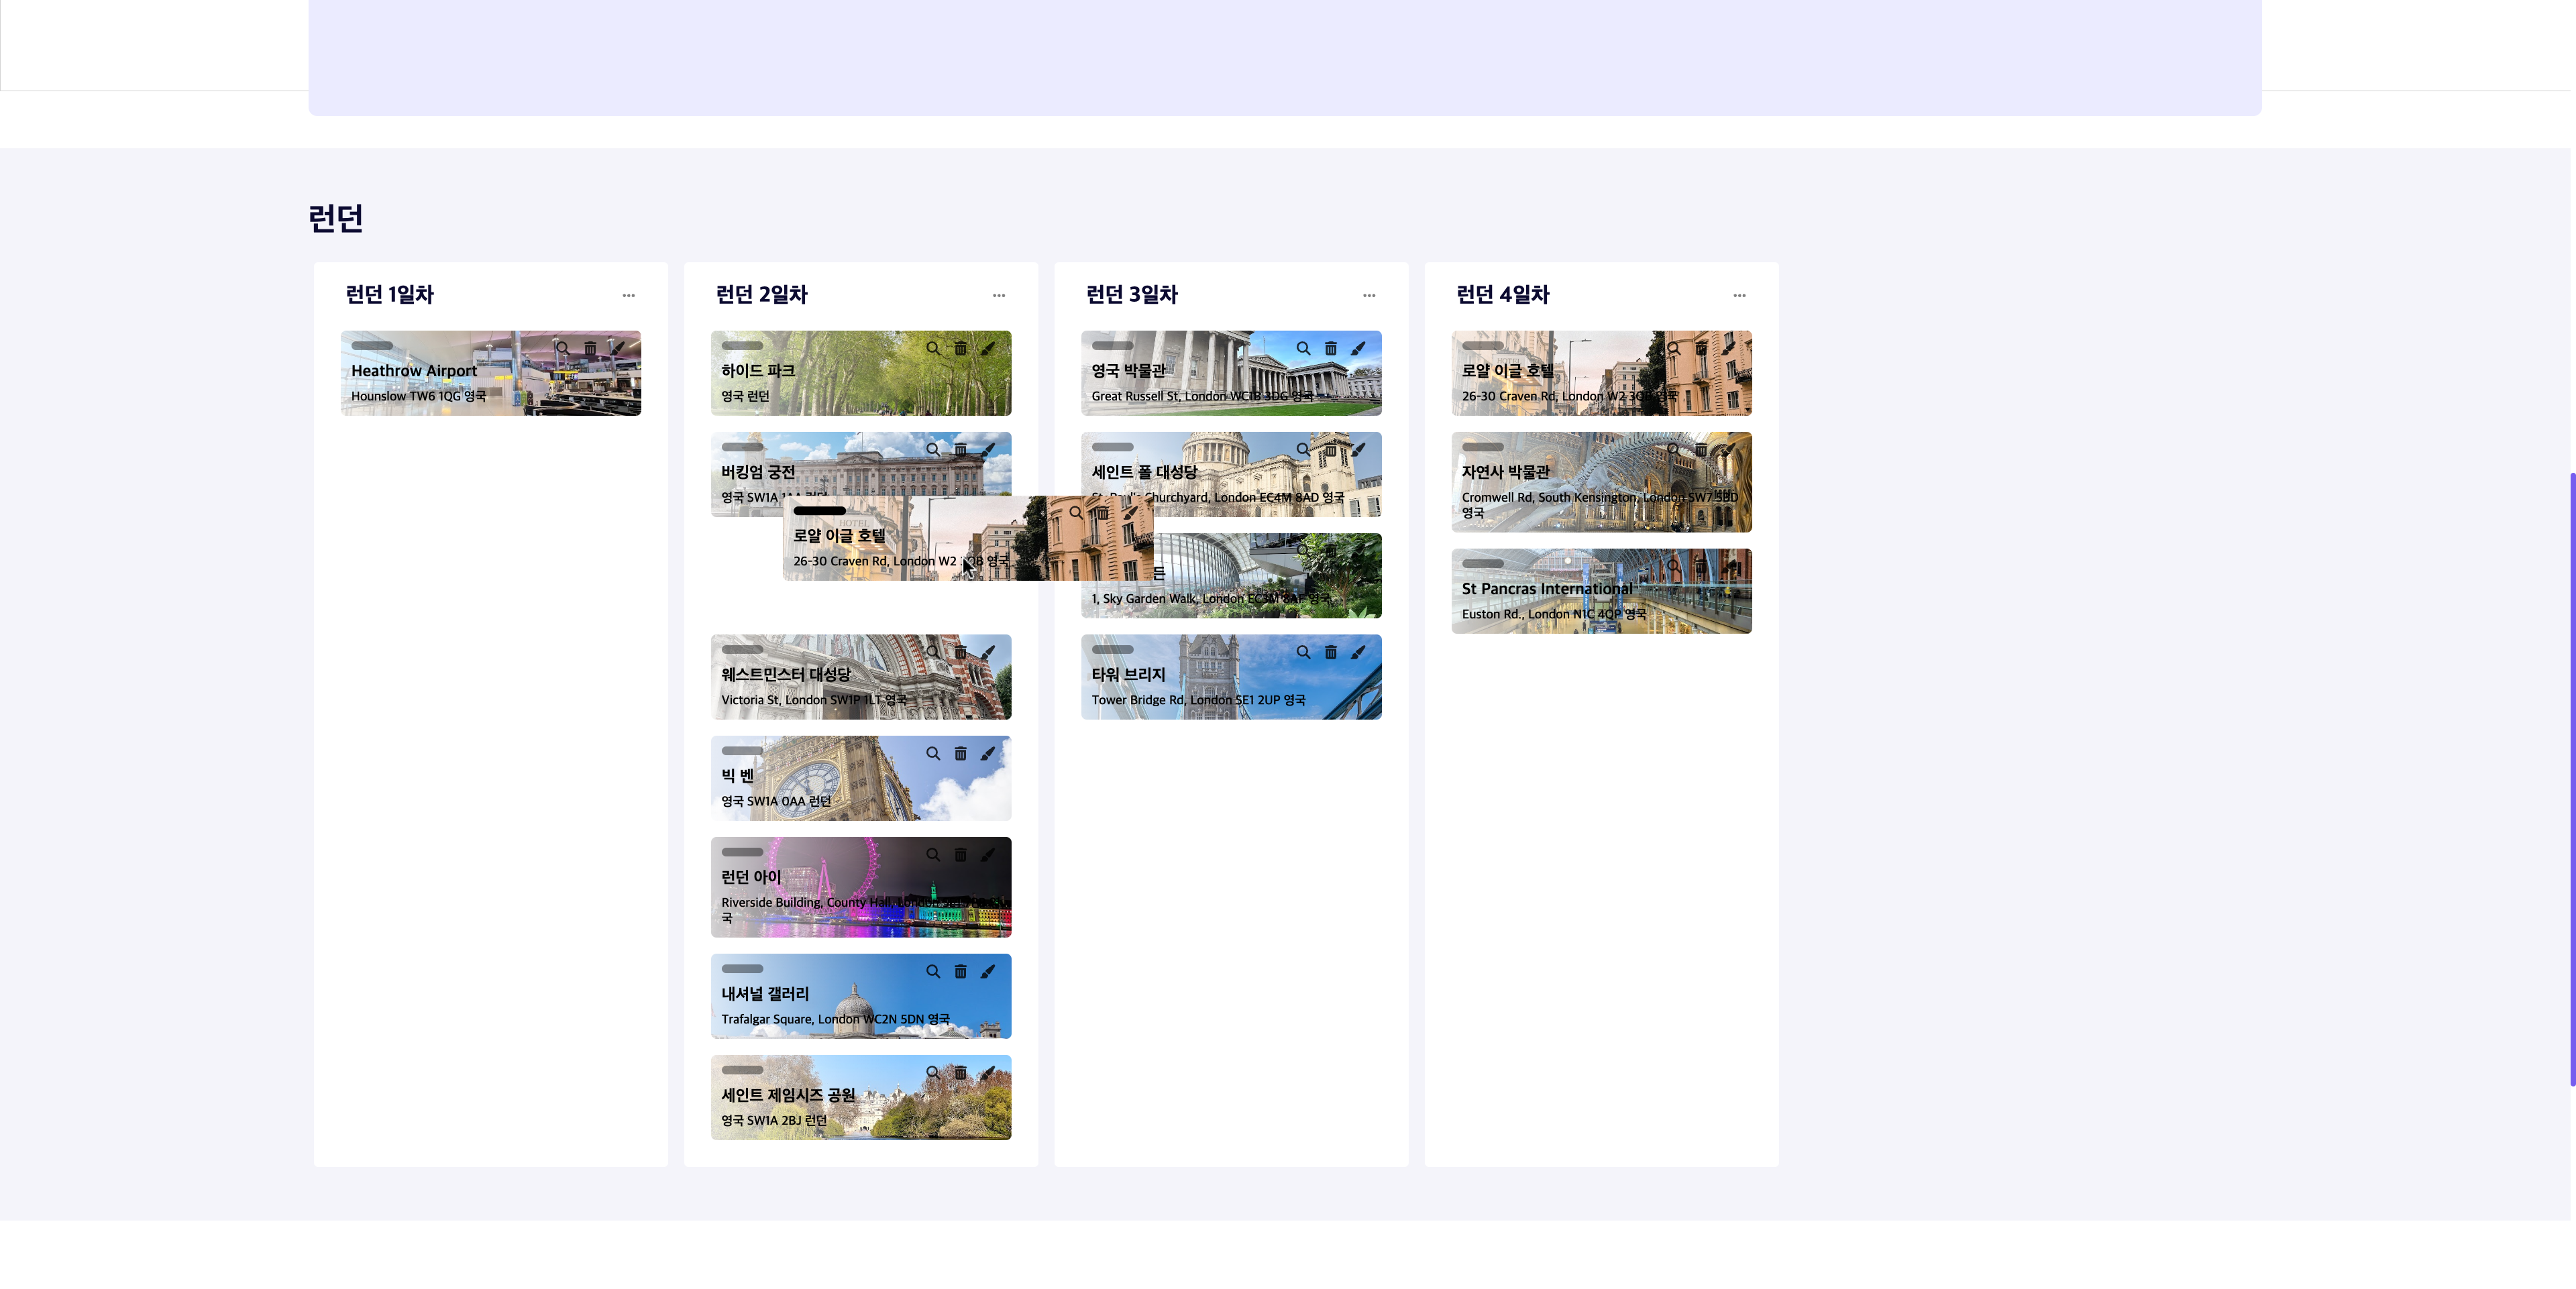 런던
런던 1일차
Heathrow Airport
Hounslow TW6 1QG 영국
런던 2일차
하이드 파크
영국 런던
버킹엄 궁전
영국 SW1A 1AA 런던
로얄 이글 호텔
26-30 Craven Rd, London W2 영국
HOTEL
웨스트민스터 대성당
Victoria St, London SW1P 1LT 영국
빅 벤
영국 SW1A 0AA 런던
런던 아이
Riverside Building, County Hall, London
국
내셔널 갤러리
Trafalgar Square, London WC2N 5DN 영국
세인트 제임시즈 공원
영국 SW1A 2BJ 런던
런던 3일차
영국 박물관
Great Russell St, London WC1B 3DG 영국
세인트 폴 대성당
St. Paul's Churchyard, London EC4M 8AD 영국
든
1, Sky Garden Walk, London EC3M 8AF 영국
타워 브리지
Tower Bridge Rd, London SE1 2UP 영국
런던 4일차
HOTEL
로얄 이글 호텔
26-30 Craven Rd, London W2 3QB 영국
자연사 박물관
Cromwell Rd, South Kensington, London SW7 5BD
영국
St Pancras International
Euston Rd., London N1C 4QP 영국